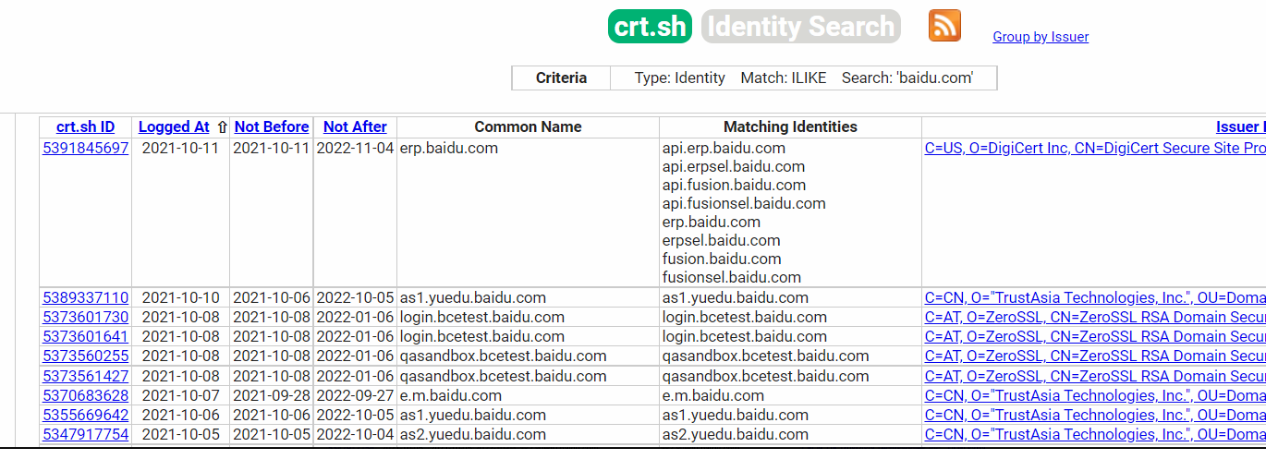 crt.sh Identity Search
Group by Issuer
Criteria Type: Identity Match: ILIKE Search: 'baidu.com'
crt.sh ID Logged At ⇧ Not Before Not After Common Name Matching Identities Issuer
5391845697 2021-10-11 2021-10-11 2022-11-04 erp.baidu.com api.erp.baidu.com C=US, O=DigiCert Inc, CN=DigiCert Secure Site Pro
api.erpsel.baidu.com
api.fusion.baidu.com
api.fusionsel.baidu.com
erp.baidu.com
erpsel.baidu.com
fusion.baidu.com
fusionsel.baidu.com
5389337110 2021-10-10 2021-10-06 2022-10-05 as1.yuedu.baidu.com as1.yuedu.baidu.com C=CN, O="TrustAsia Technologies, Inc.", OU=Doma
5373601730 2021-10-08 2021-10-08 2022-01-06 login.bcetest.baidu.com login.bcetest.baidu.com C=AT, O=ZeroSSL, CN=ZeroSSL RSA Domain Secu
5373601641 2021-10-08 2021-10-08 2022-01-06 login.bcetest.baidu.com login.bcetest.baidu.com C=AT, O=ZeroSSL, CN=ZeroSSL RSA Domain Secu
5373560255 2021-10-08 2021-10-08 2022-01-06 qasandbox.bcetest.baidu.com qasandbox.bcetest.baidu.com C=AT, O=ZeroSSL, CN=ZeroSSL RSA Domain Secu
5373561427 2021-10-08 2021-10-08 2022-01-06 qasandbox.bcetest.baidu.com qasandbox.bcetest.baidu.com C=AT, O=ZeroSSL, CN=ZeroSSL RSA Domain Secu
5370683628 2021-10-07 2021-09-28 2022-09-27 e.m.baidu.com e.m.baidu.com C=CN, O="TrustAsia Technologies, Inc.", OU=Doma
5355669642 2021-10-06 2021-10-06 2022-10-05 as1.yuedu.baidu.com as1.yuedu.baidu.com C=CN, O="TrustAsia Technologies, Inc.", OU=Doma
5347917754 2021-10-05 2021-10-05 2022-10-04 as2.yuedu.baidu.com as2.yuedu.baidu.com C=CN, O="TrustAsia Technologies, Inc.", OU=Doma